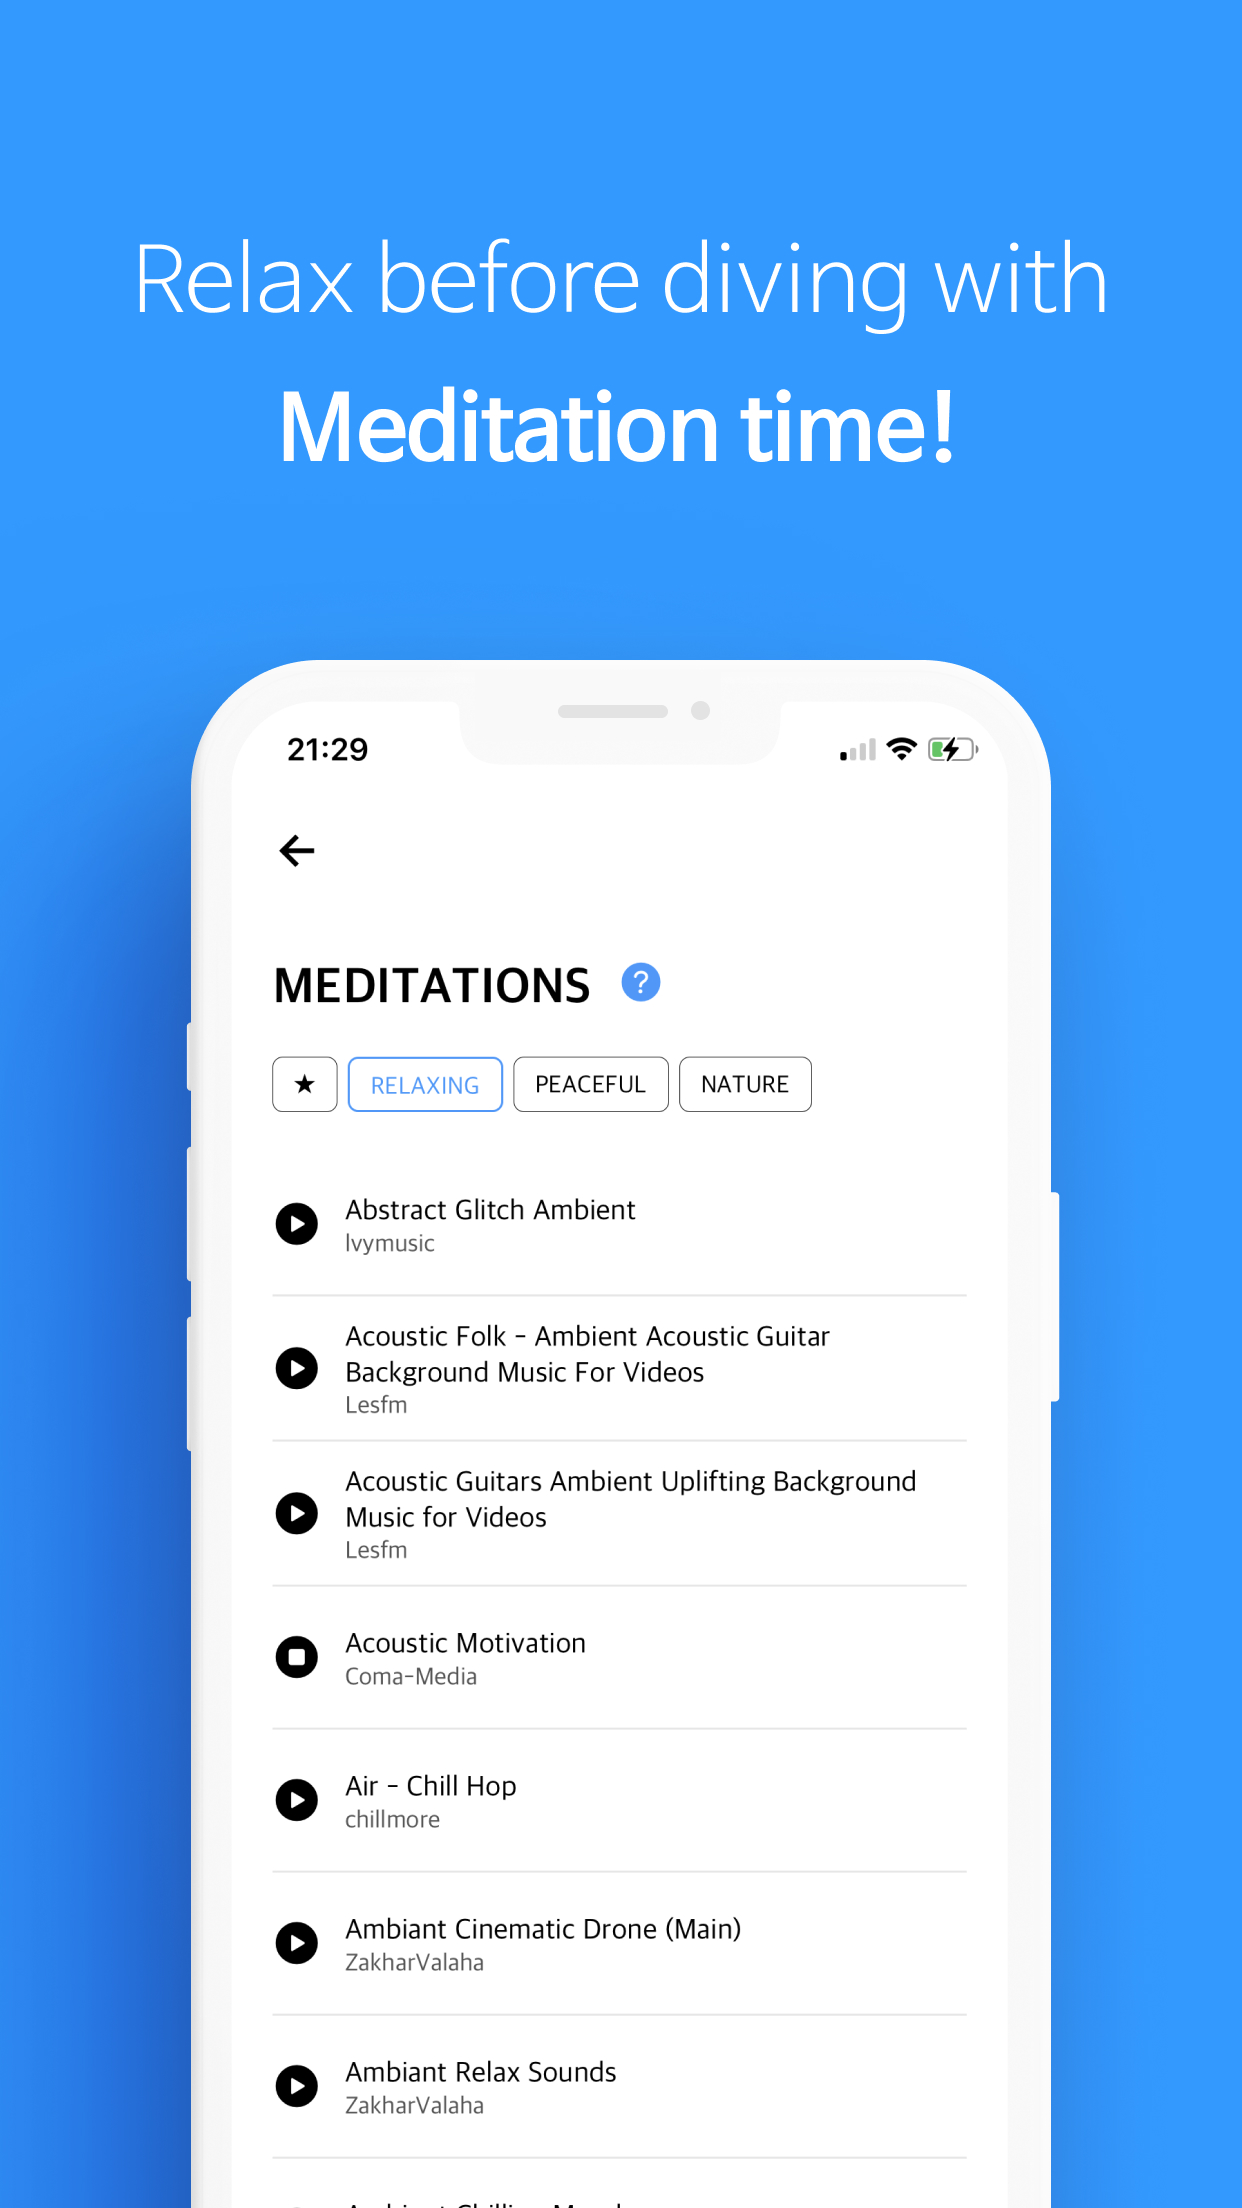 Relax before diving with
Meditation time!
21:29
MEDITATIONS ?
★ RELAXING PEACEFUL NATURE
Abstract Glitch Ambient
lvymusic
Acoustic Folk - Ambient Acoustic Guitar
Background Music For Videos
Lesfm
Acoustic Guitars Ambient Uplifting Background
Music for Videos
Lesfm
Acoustic Motivation
Coma-Media
Air - Chill Hop
chillmore
Ambiant Cinematic Drone (Main)
ZakharValaha
Ambiant Relax Sounds
ZakharValaha